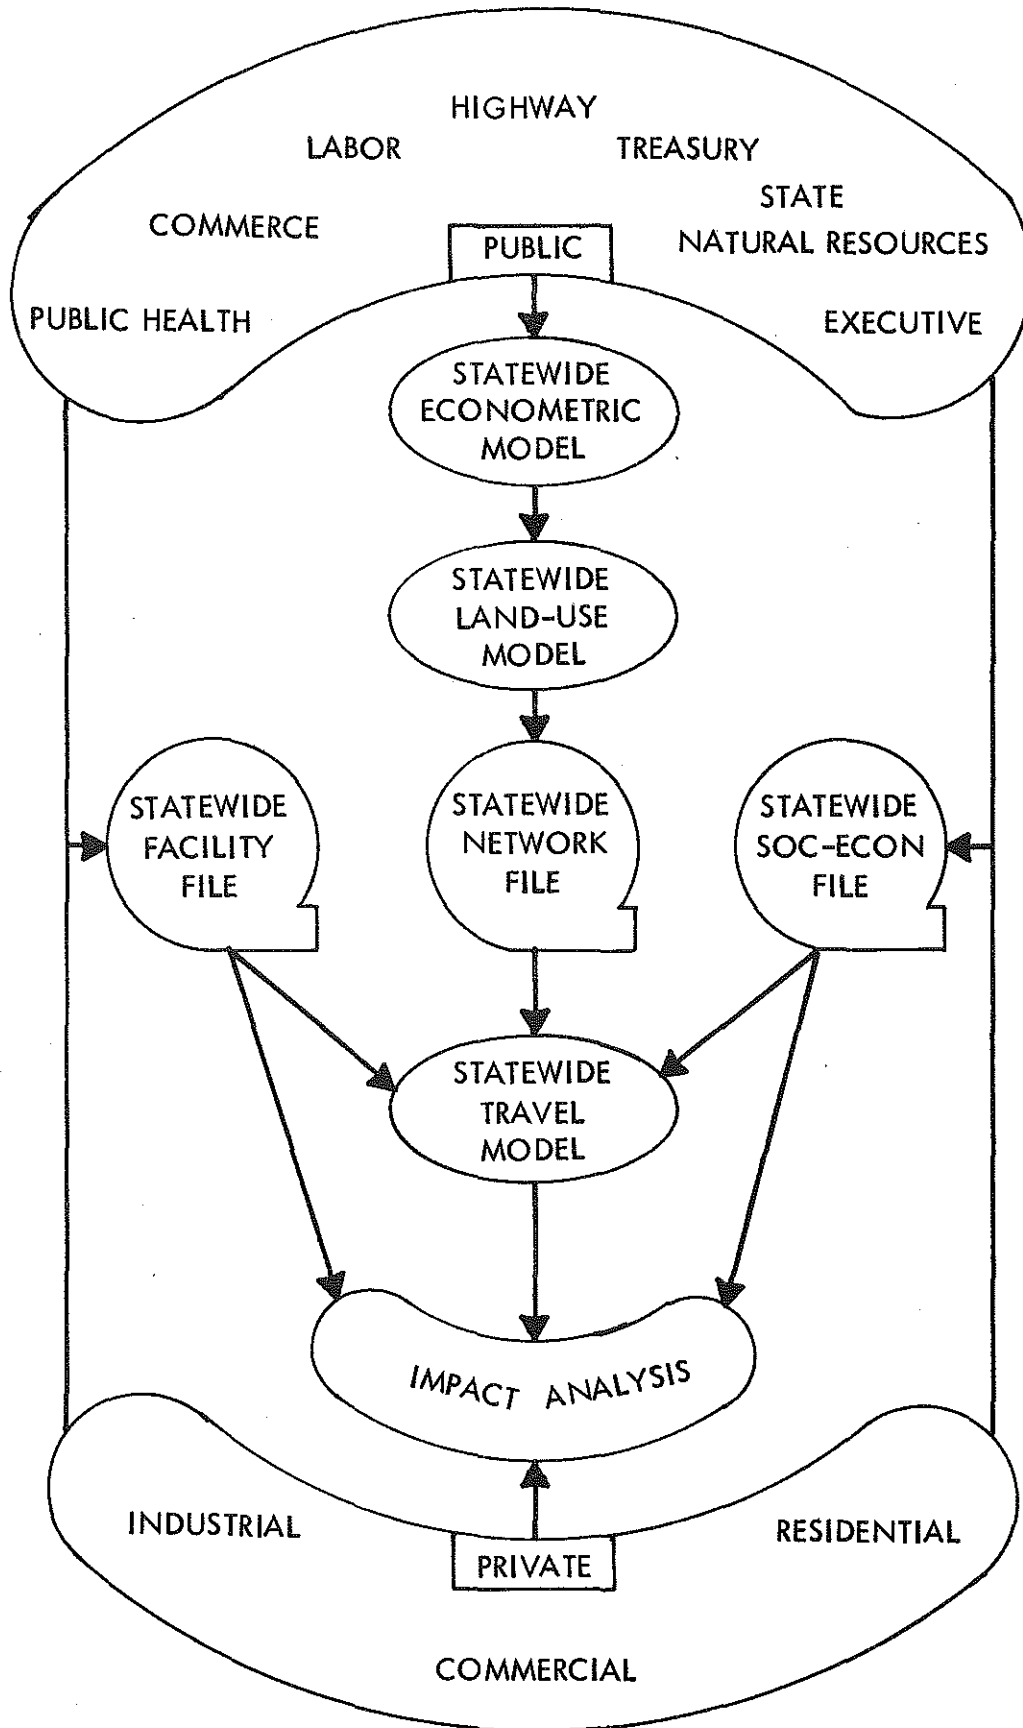 HIGHWAY
LABOR
TREASURY
STATE
COMMERCE
NATURAL RESOURCES
PUBLIC
PUBLIC HEALTH
EXECUTIVE
STATEWIDE
ECONOMETRIC
MODEL
STATEWIDE
LAND-USE
MODEL
STATEWIDE
FACILITY
FILE
STATEWIDE
NETWORK
FILE
STATEWIDE
SOC-ECON
FILE
STATEWIDE
TRAVEL
MODEL
IMPACT ANALYSIS
INDUSTRIAL
RESIDENTIAL
PRIVATE
COMMERCIAL